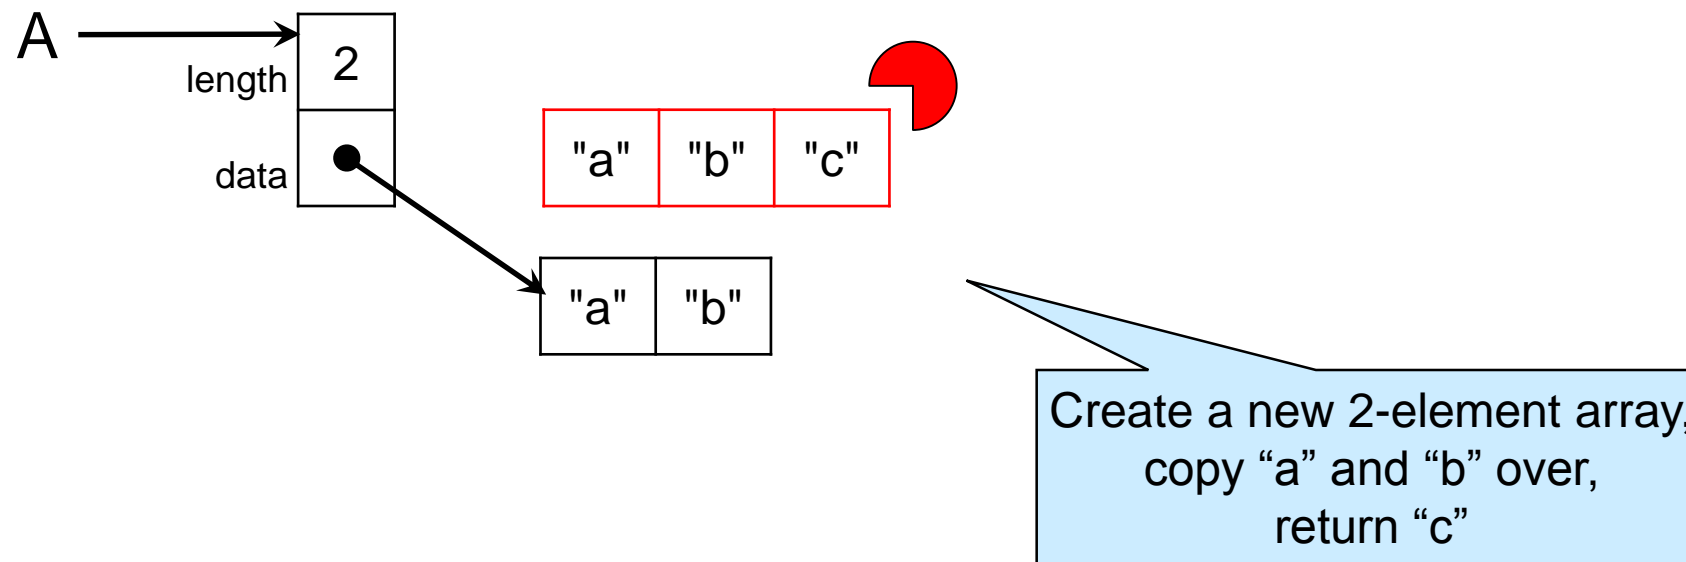 A
length
2
data
"a" "b" "c"
"a" "b"
Create a new 2-element array,
copy “a” and “b” over,
return “c”